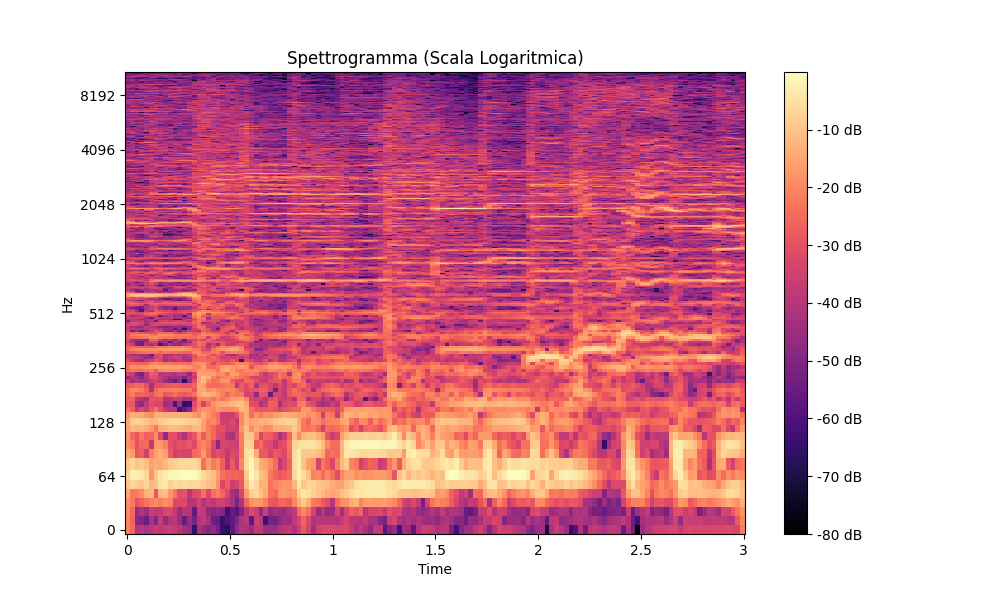 Spettrogramma (Scala Logaritmica)
8192
4096
2048
1024
512
256
128
64
0
Hz
0
0.5
1
1.5
2
2.5
3
Time
-10 dB
-20 dB
-30 dB
-40 dB
-50 dB
-60 dB
-70 dB
-80 dB